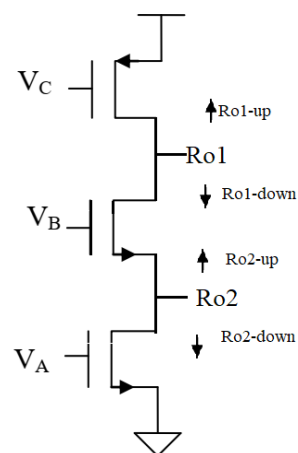 V_C
Ro1-up
Ro1
Ro1-down
V_B
Ro2-up
Ro2
Ro2-down
V_A